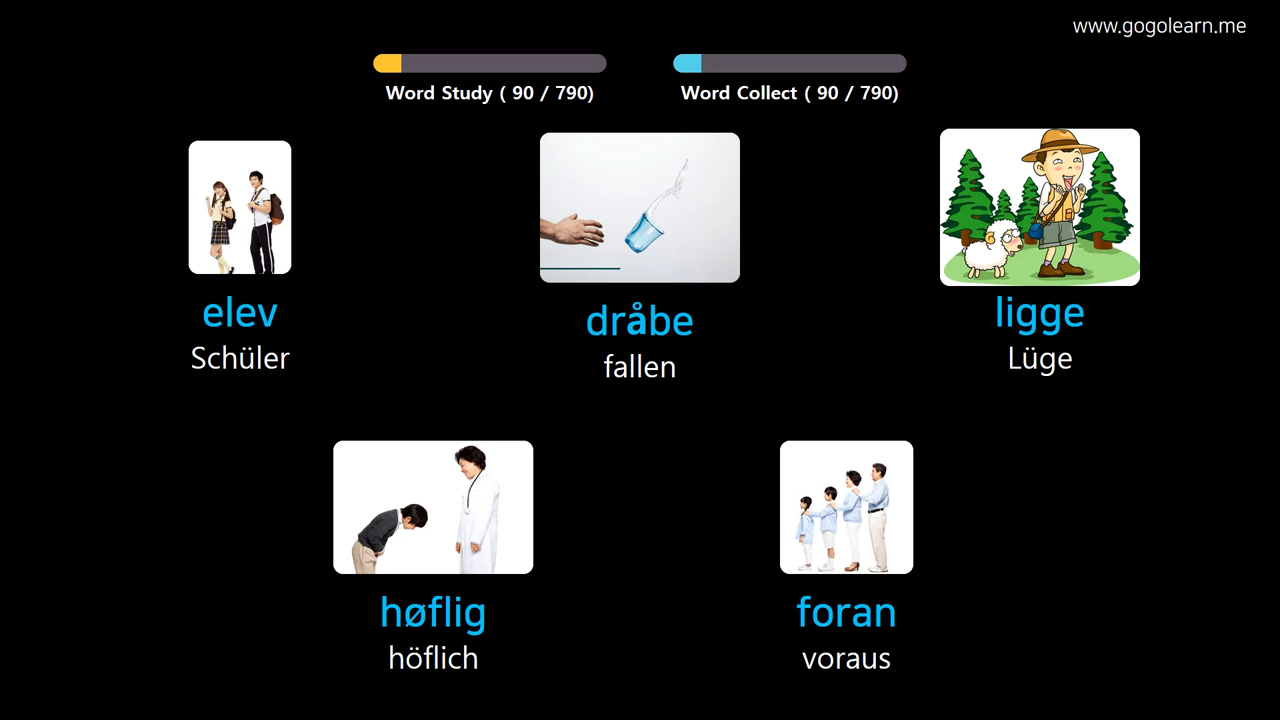 www.gogolearn.me
Word Study ( 90 / 790)
Word Collect ( 90 / 790)
elev
Schüler
dråbe
fallen
ligge
Lüge
høflig
höflich
foran
voraus